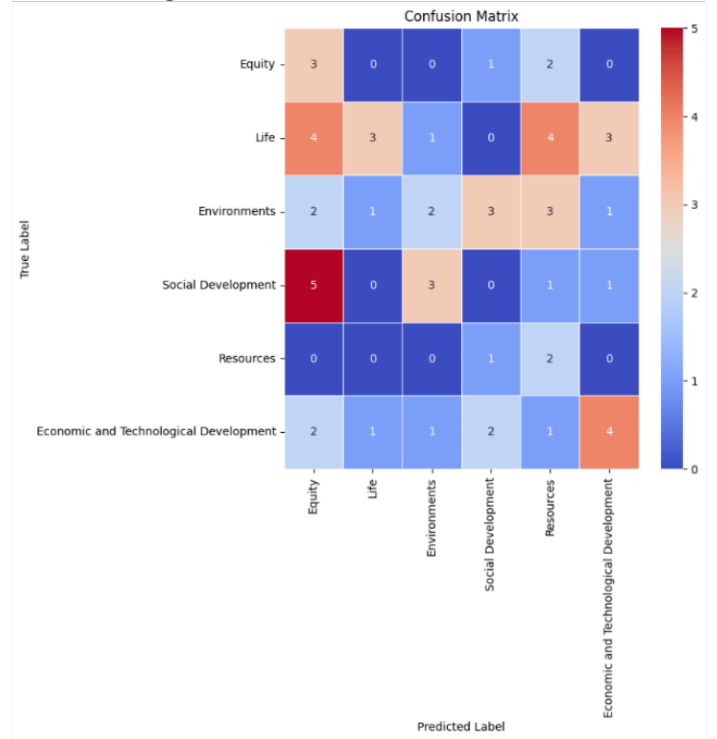 Confusion Matrix
Equity 3 0 0 1 2 0
Life 4 3 1 0 4 3
Environments 2 1 2 3 3 1
Social Development 5 0 3 0 1 1
Resources 0 0 0 1 2 0
Economic and Technological Development 2 1 1 2 1 4
True Label
Equity
Life
Environments
Social Development
Resources
Economic and Technological Development
Predicted Label
5
4
3
2
1
0